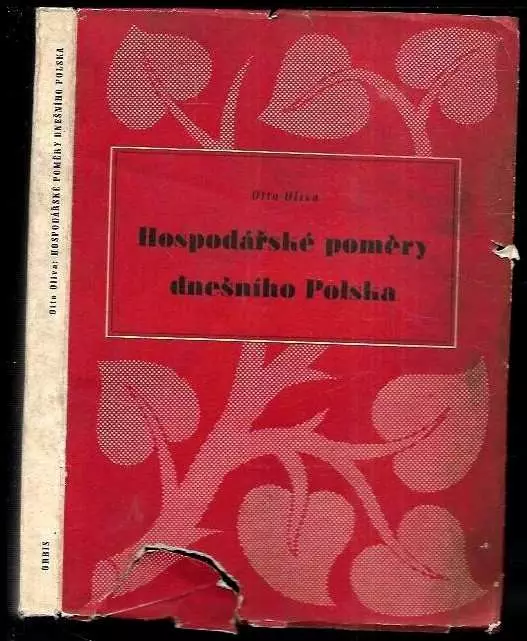 Otto Oliva: HOSPODÁŘSKÉ POMĚRY DNEŠNÍHO POLSKA
ORBIS
Otto Oliva
Hospodářské poměry
dnešního Polska